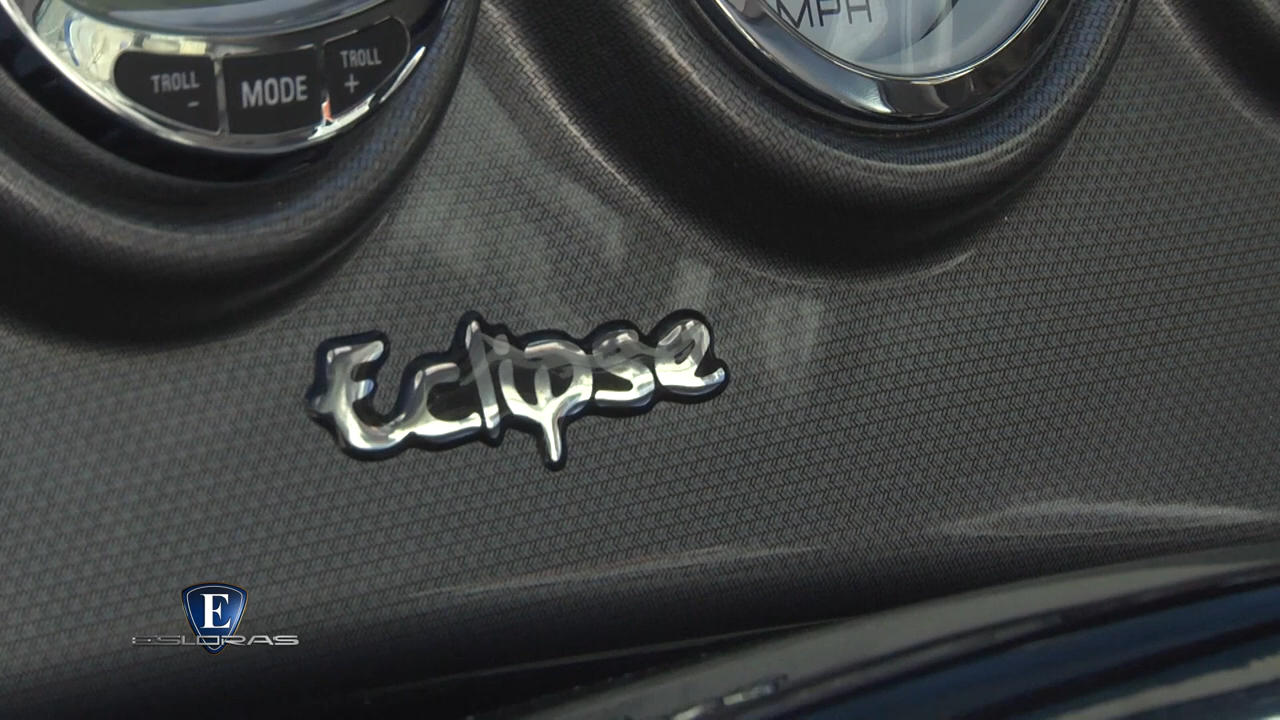 TROLL
-
MODE
TROLL
+
MPH
Eclipse
E
ESLORAS